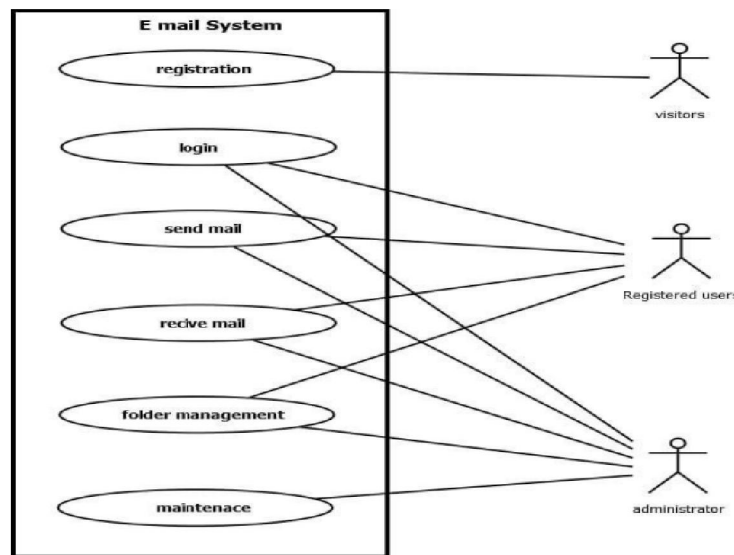 E mail System
registration
visitors
login
send mail
Registered users
recive mail
folder management
maintenace
administrator